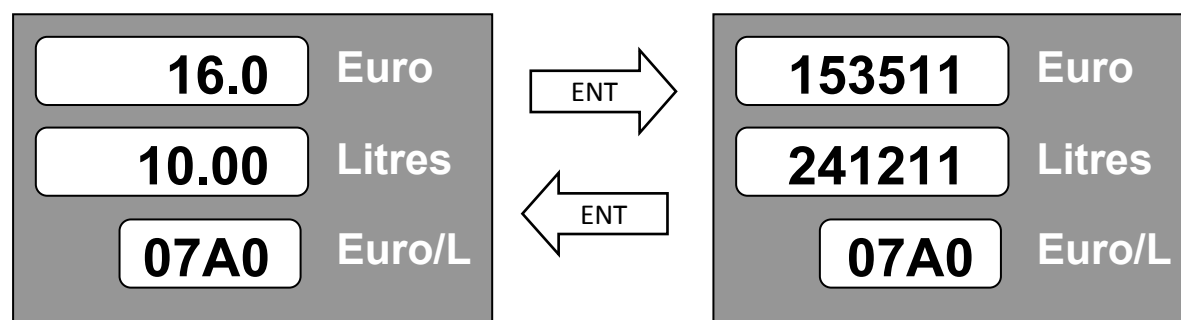 16.0 Euro
10.00 Litres
07A0 Euro/L
ENT
ENT
153511 Euro
241211 Litres
07A0 Euro/L